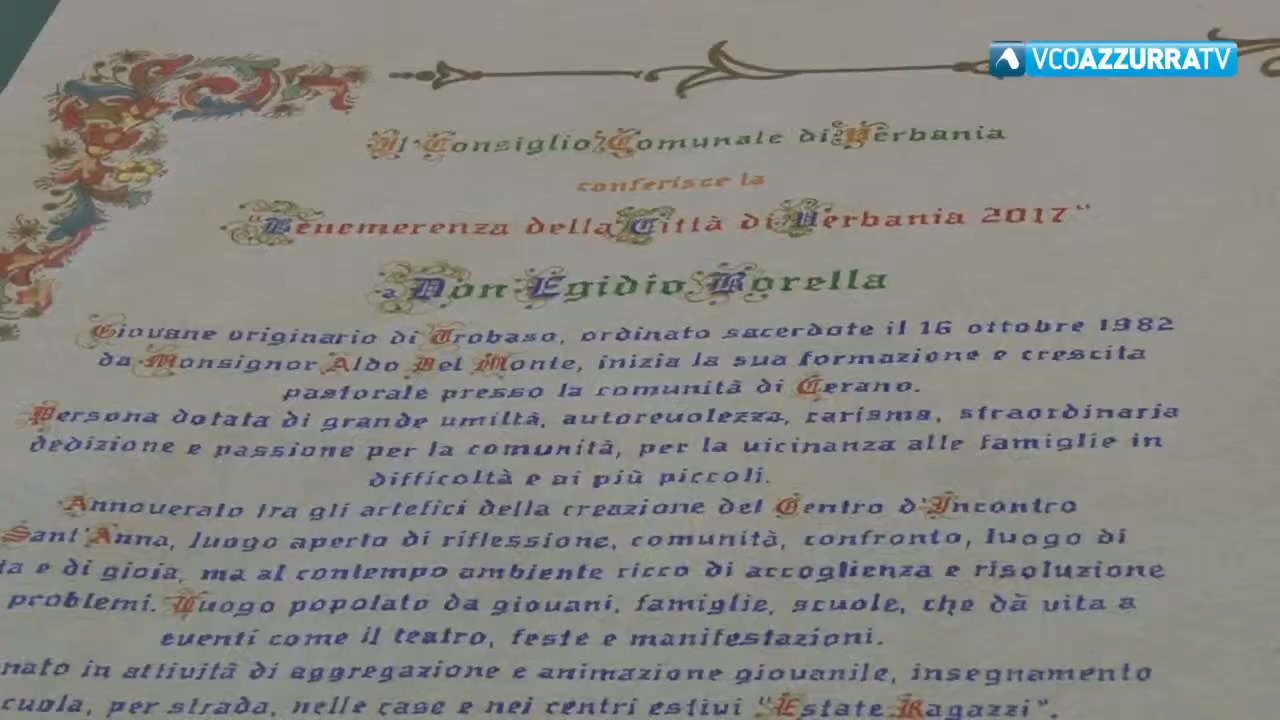 VCOAZZURRATV
Il Consiglio Comunale di Verbania
conferisce la
"Benemerenza della Città di Verbania 2017"
a Don Egidio Borella
Giovane originario di Trobaso, ordinato sacerdote il 16 ottobre 1982
da Monsignor Aldo Del Monte, inizia la sua formazione e crescita
pastorale presso la comunità di Cerano.
Persona dotata di grande umiltà, autorevolezza, carisma, straordinaria
dedizione e passione per la comunità, per la vicinanza alle famiglie in
difficoltà e ai più piccoli.
Annoverato tra gli artefici della creazione del Centro d'Incontro
Sant'Anna, luogo aperto di riflessione, comunità, confronto, luogo di
e di gioia, ma al contempo ambiente ricco di accoglienza e risoluzione
problemi. Luogo popolato da giovani, famiglie, scuole, che dà vita a
eventi come il teatro, feste e manifestazioni.
in attività di aggregazione e animazione giovanile, insegnamento
per strada, nelle case e nei centri estivi "Estate Ragazzi".